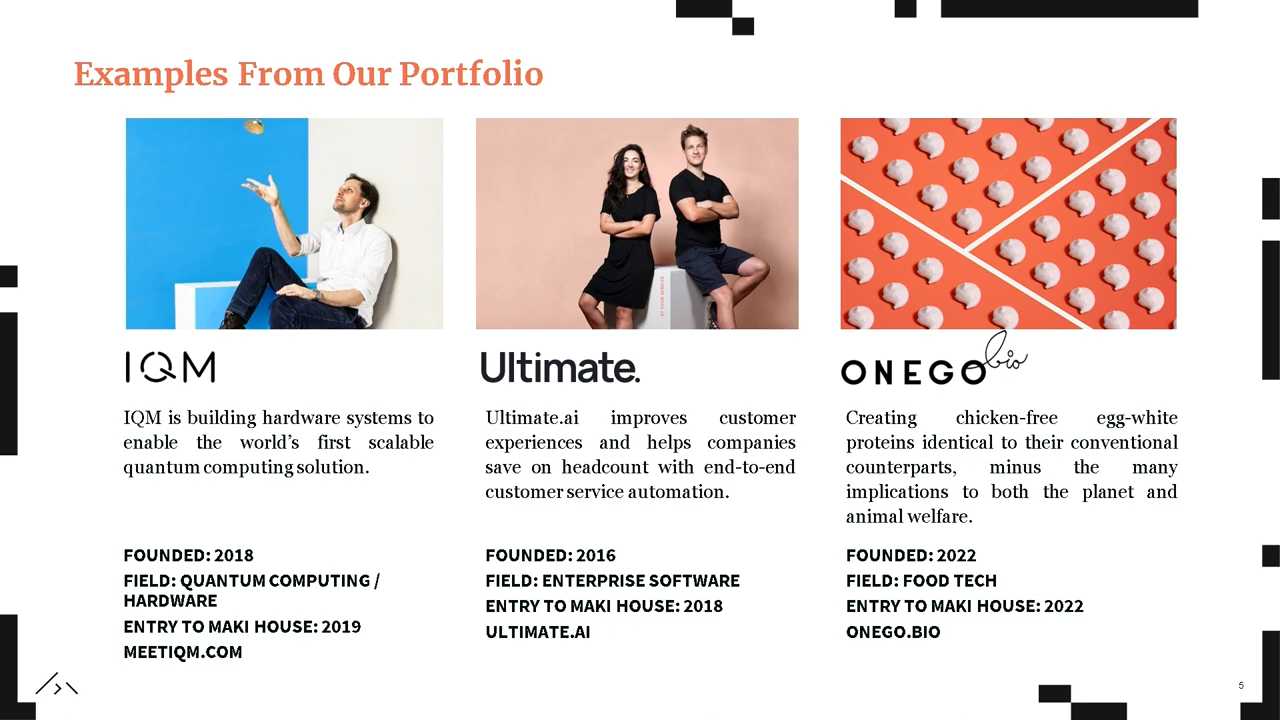 Examples From Our Portfolio
IQM
IQM is building hardware systems to
enable the world’s first scalable
quantum computing solution.
FOUNDED: 2018
FIELD: QUANTUM COMPUTING /
HARDWARE
ENTRY TO MAKI HOUSE: 2019
MEETIQM.COM
AT YOUR SERVICE
Ultimate.
Ultimate.ai improves customer
experiences and helps companies
save on headcount with end-to-end
customer service automation.
FOUNDED: 2016
FIELD: ENTERPRISE SOFTWARE
ENTRY TO MAKI HOUSE: 2018
ULTIMATE.AI
ONEGO bio
Creating chicken-free egg-white
proteins identical to their conventional
counterparts, minus the many
implications to both the planet and
animal welfare.
FOUNDED: 2022
FIELD: FOOD TECH
ENTRY TO MAKI HOUSE: 2022
ONEGO.BIO
5